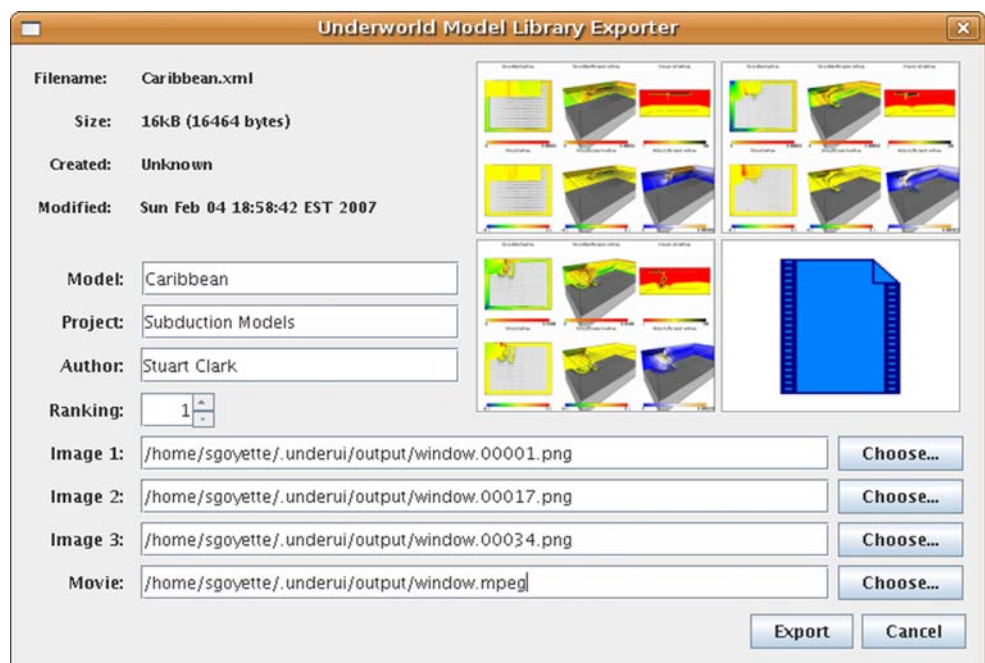 Underworld Model Library Exporter
Filename: Caribbean.xml
Size: 16kB (16464 bytes)
Created: Unknown
Modified: Sun Feb 04 18:58:42 EST 2007
Model: Caribbean
Project: Subduction Models
Author: Stuart Clark
Ranking: 1
Image 1: /home/sgoyette/.underui/output/window.00001.png Choose...
Image 2: /home/sgoyette/.underui/output/window.00017.png Choose...
Image 3: /home/sgoyette/.underui/output/window.00034.png Choose...
Movie: /home/sgoyette/.underui/output/window.mpeg Choose...
Export Cancel